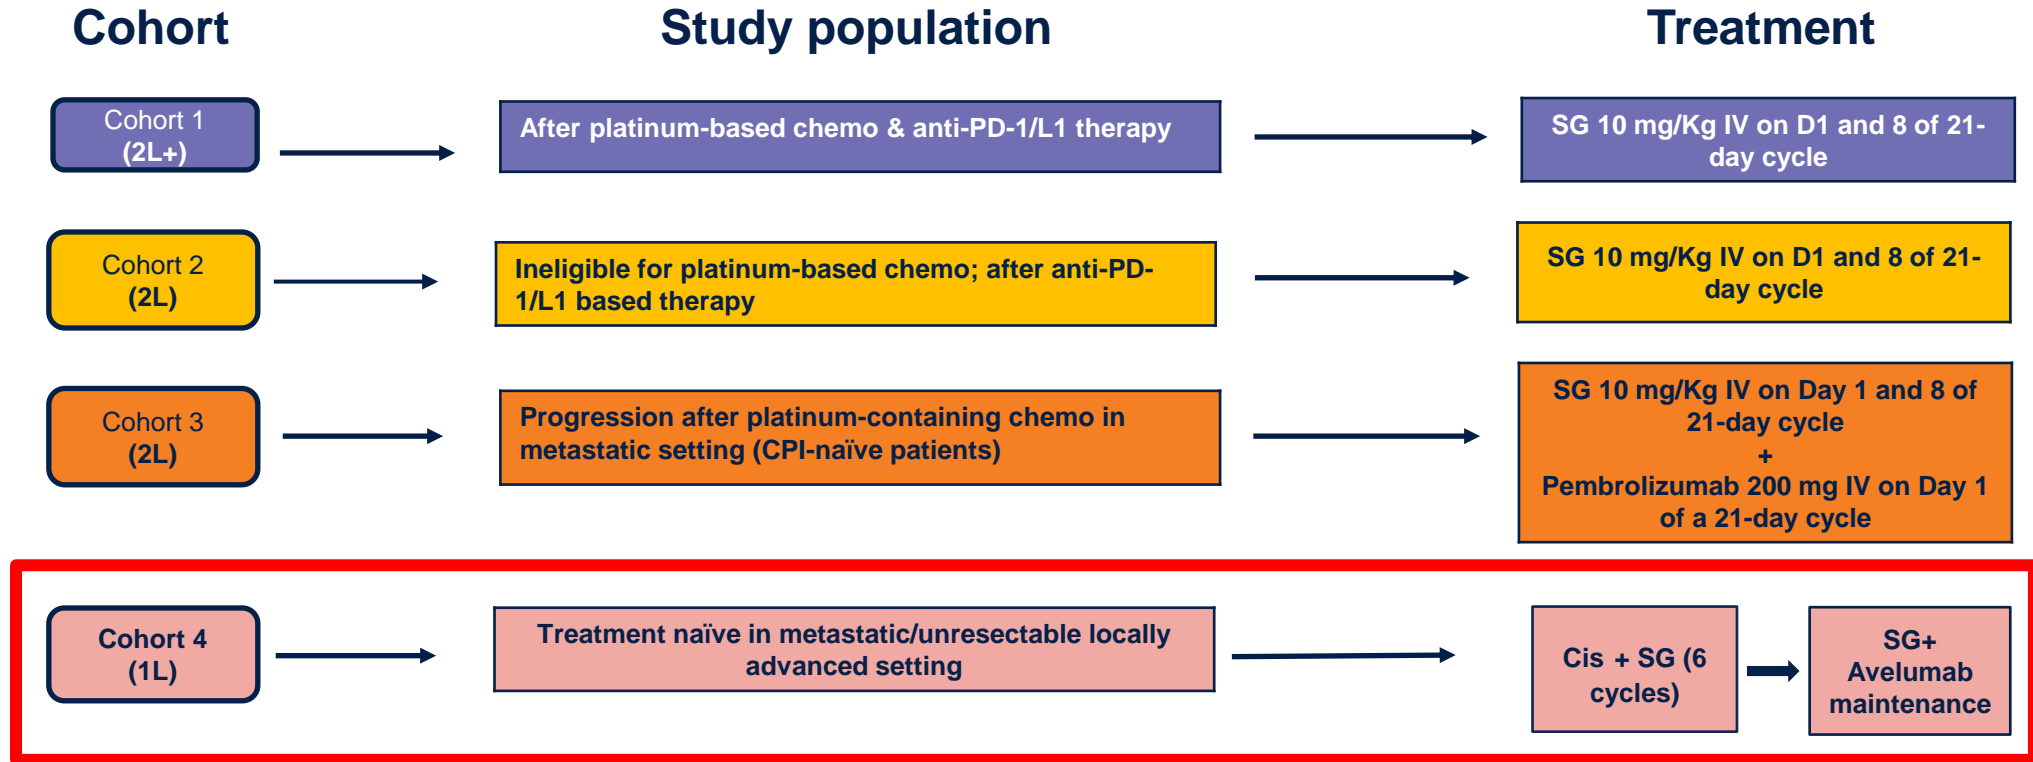 Cohort
Study population
Treatment
Cohort 1
(2L+)
After platinum-based chemo & anti-PD-1/L1 therapy
SG 10 mg/Kg IV on D1 and 8 of 21-
day cycle
Cohort 2
(2L)
Ineligible for platinum-based chemo; after anti-PD-
1/L1 based therapy
SG 10 mg/Kg IV on D1 and 8 of 21-
day cycle
Cohort 3
(2L)
Progression after platinum-containing chemo in
metastatic setting (CPI-naïve patients)
SG 10 mg/Kg IV on Day 1 and 8 of
21-day cycle
+
Pembrolizumab 200 mg IV on Day 1
of a 21-day cycle
Cohort 4
(1L)
Treatment naïve in metastatic/unresectable locally
advanced setting
Cis + SG (6
cycles)
SG+
Avelumab
maintenance